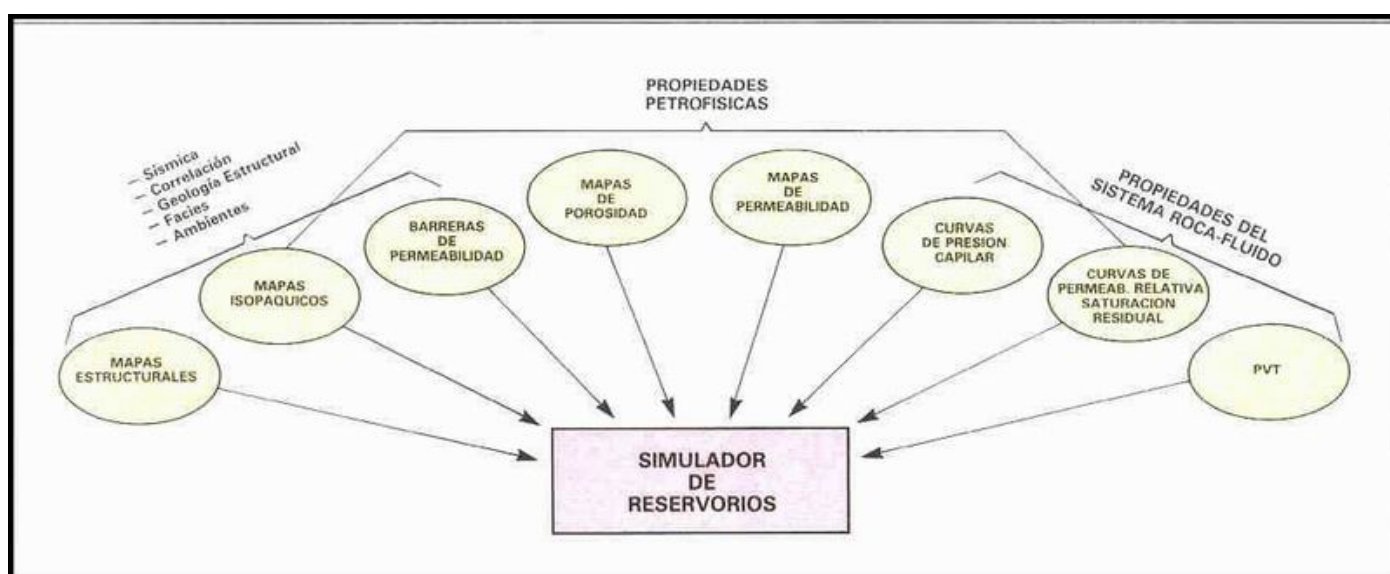 PROPIEDADES
PETROFISICAS
— Sísmica
— Correlación
— Geología Estructural
— Facies
— Ambientes
PROPIEDADES DEL
SISTEMA ROCA-FLUIDO
MAPAS
ESTRUCTURALES
MAPAS
ISOPAQUICOS
BARRERAS
DE
PERMEABILIDAD
MAPAS
DE
POROSIDAD
MAPAS
DE
PERMEABILIDAD
CURVAS
DE PRESION
CAPILAR
CURVAS DE
PERMEAB. RELATIVA
SATURACION
RESIDUAL
PVT
SIMULADOR
DE
RESERVORIOS